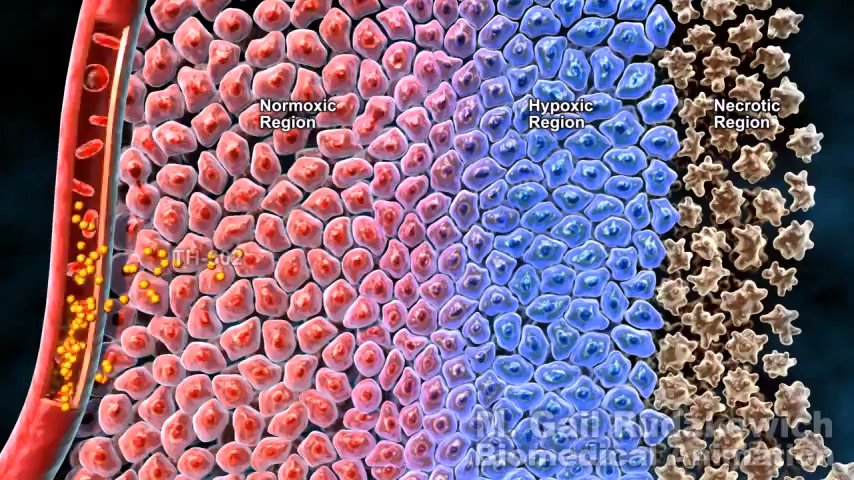 Normoxic
Region
Hypoxic
Region
Necrotic
Region
TH-302
M. Gail Rudakewich
Biomedical Animation